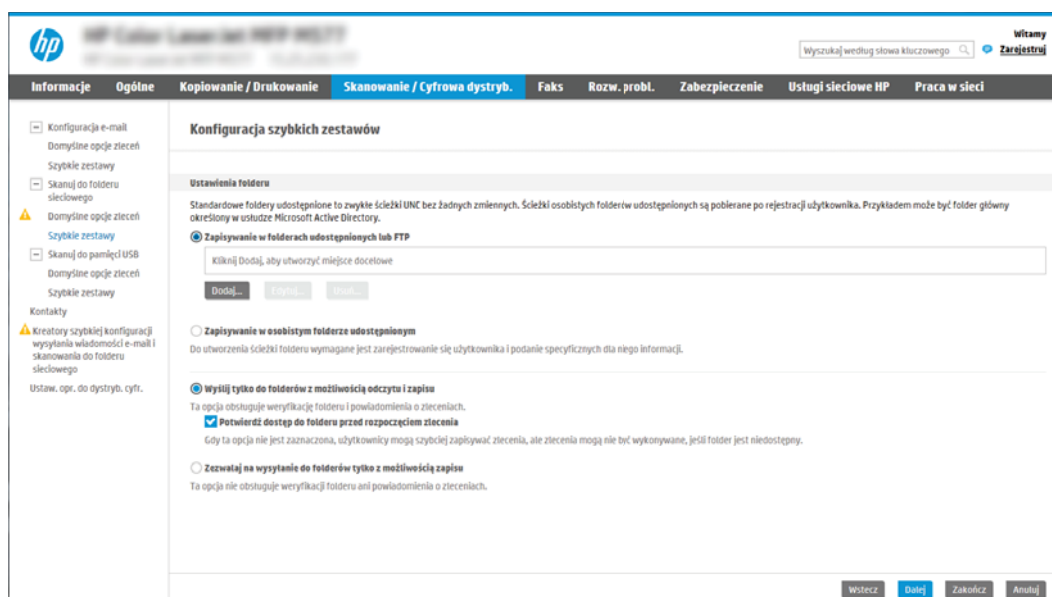 hp
Witamy
Wyszukaj według słowa kluczowego
Zarejestruj
Informacje Ogólne Kopiowanie / Drukowanie Skanowanie / Cyfrowa dystryb. Faks Rozw. probl. Zabezpieczenie Usługi sieciowe HP Praca w sieci
Konfiguracja e-mail
Domyślne opcje zleceń
Szybkie zestawy
Skanuj do folderu
sieciowego
Domyślne opcje zleceń
Szybkie zestawy
Skanuj do pamięci USB
Domyślne opcje zleceń
Szybkie zestawy
Kontakty
Kreatory szybkiej konfiguracji
wysyłania wiadomości e-mail i
skanowania do folderu
sieciowego
Ustaw. opr. do dystryb. cyfr.
Konfiguracja szybkich zestawów
Ustawienia folderu
Standardowe foldery udostępnione to zwykłe ścieżki UNC bez żadnych zmiennych. Ścieżki osobistych folderów udostępnionych są pobierane po rejestracji użytkownika. Przykładem może być folder główny
określony w usłudze Microsoft Active Directory.
Zapisywanie w folderach udostępnionych lub FTP
Kliknij Dodaj, aby utworzyć miejsce docelowe
Dodaj... Edytuj... Usuń...
Zapisywanie w osobistym folderze udostępnionym
Do utworzenia ścieżki folderu wymagane jest zarejestrowanie się użytkownika i podanie specyficznych dla niego informacji.
Wyślij tylko do folderów z możliwością odczytu i zapisu
Ta opcja obsługuje weryfikację folderu i powiadomienia o zleceniach.
Potwierdź dostęp do folderu przed rozpoczęciem zlecenia
Gdy ta opcja nie jest zaznaczona, użytkownicy mogą szybciej zapisywać zlecenia, ale zlecenia mogą nie być wykonywane, jeśli folder jest niedostępny.
Zezwalaj na wysyłanie do folderów tylko z możliwością zapisu
Ta opcja nie obsługuje weryfikacji folderu ani powiadomienia o zleceniach.
Wstecz Dalej Zakończ Anuluj